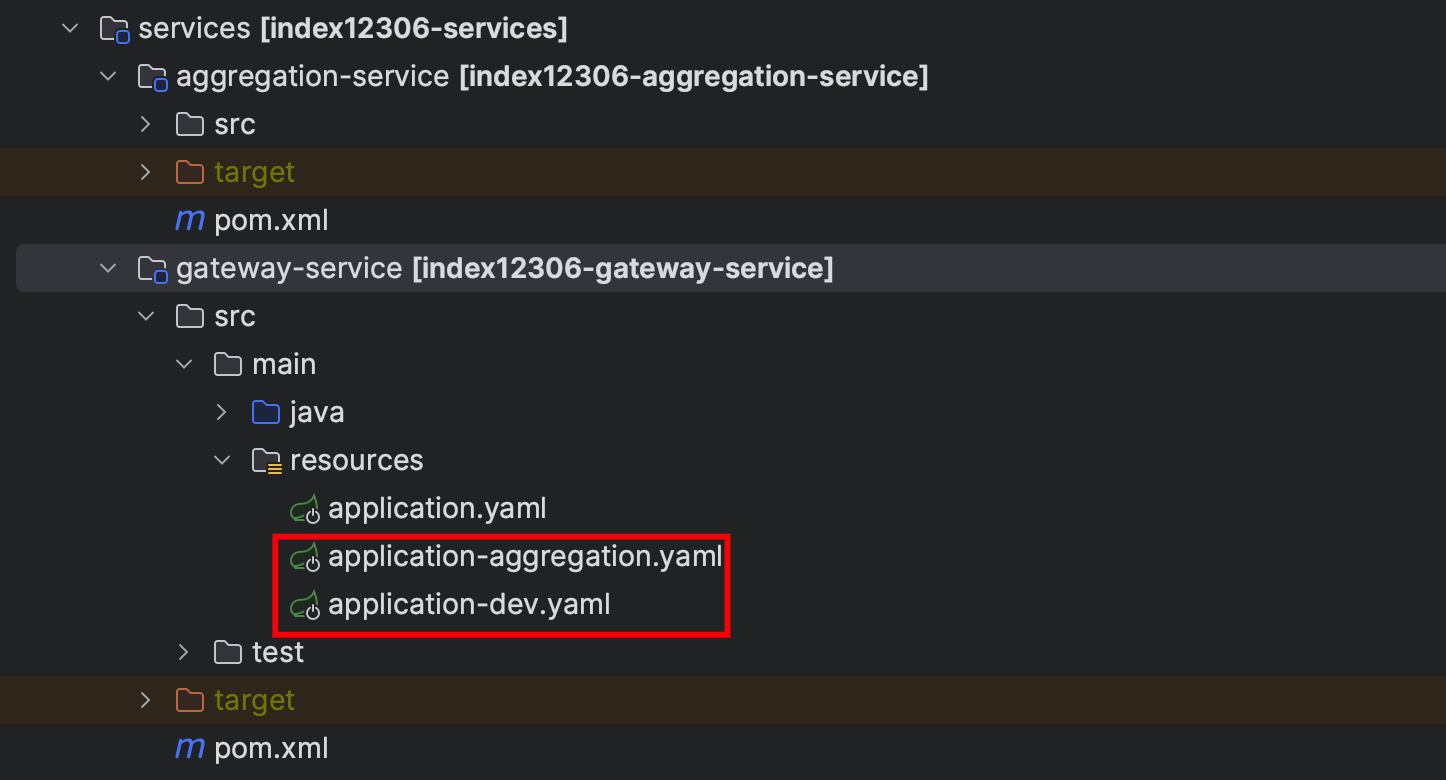 services [index12306-services]
aggregation-service [index12306-aggregation-service]
src
target
m pom.xml
gateway-service [index12306-gateway-service]
src
main
java
resources
application.yaml
application-aggregation.yaml
application-dev.yaml
test
target
m pom.xml